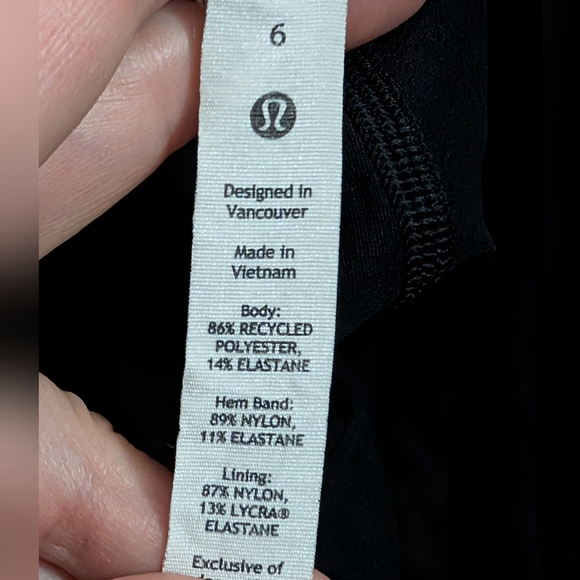 6
Designed in
Vancouver
Made in
Vietnam
Body:
86% RECYCLED
POLYESTER,
14% ELASTANE
Hem Band:
89% NYLON,
11% ELASTANE
Lining:
87% NYLON,
13% LYCRA®
ELASTANE
Exclusive of